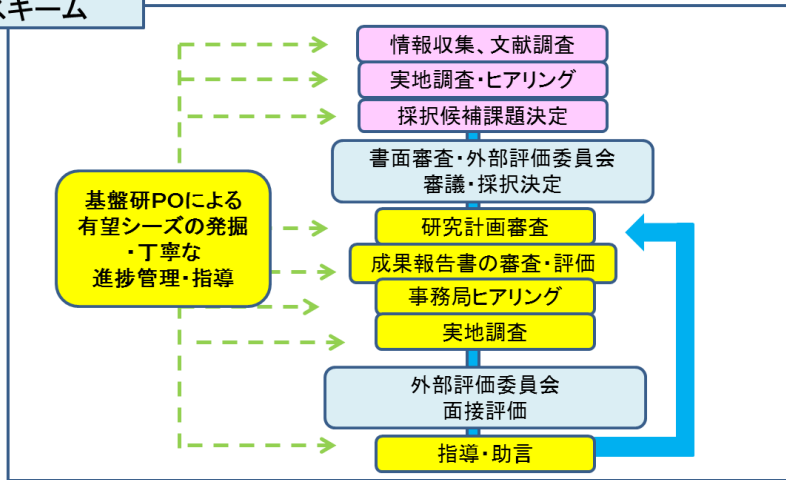 スキーム
情報収集、文献調査
実地調査・ヒアリング
採択候補課題決定
書面審査・外部評価委員会
審議・採択決定
基盤研POによる
有望シーズの発掘
・丁寧な
進捗管理・指導
研究計画審査
成果報告書の審査・評価
事務局ヒアリング
実地調査
外部評価委員会
面接評価
指導・助言